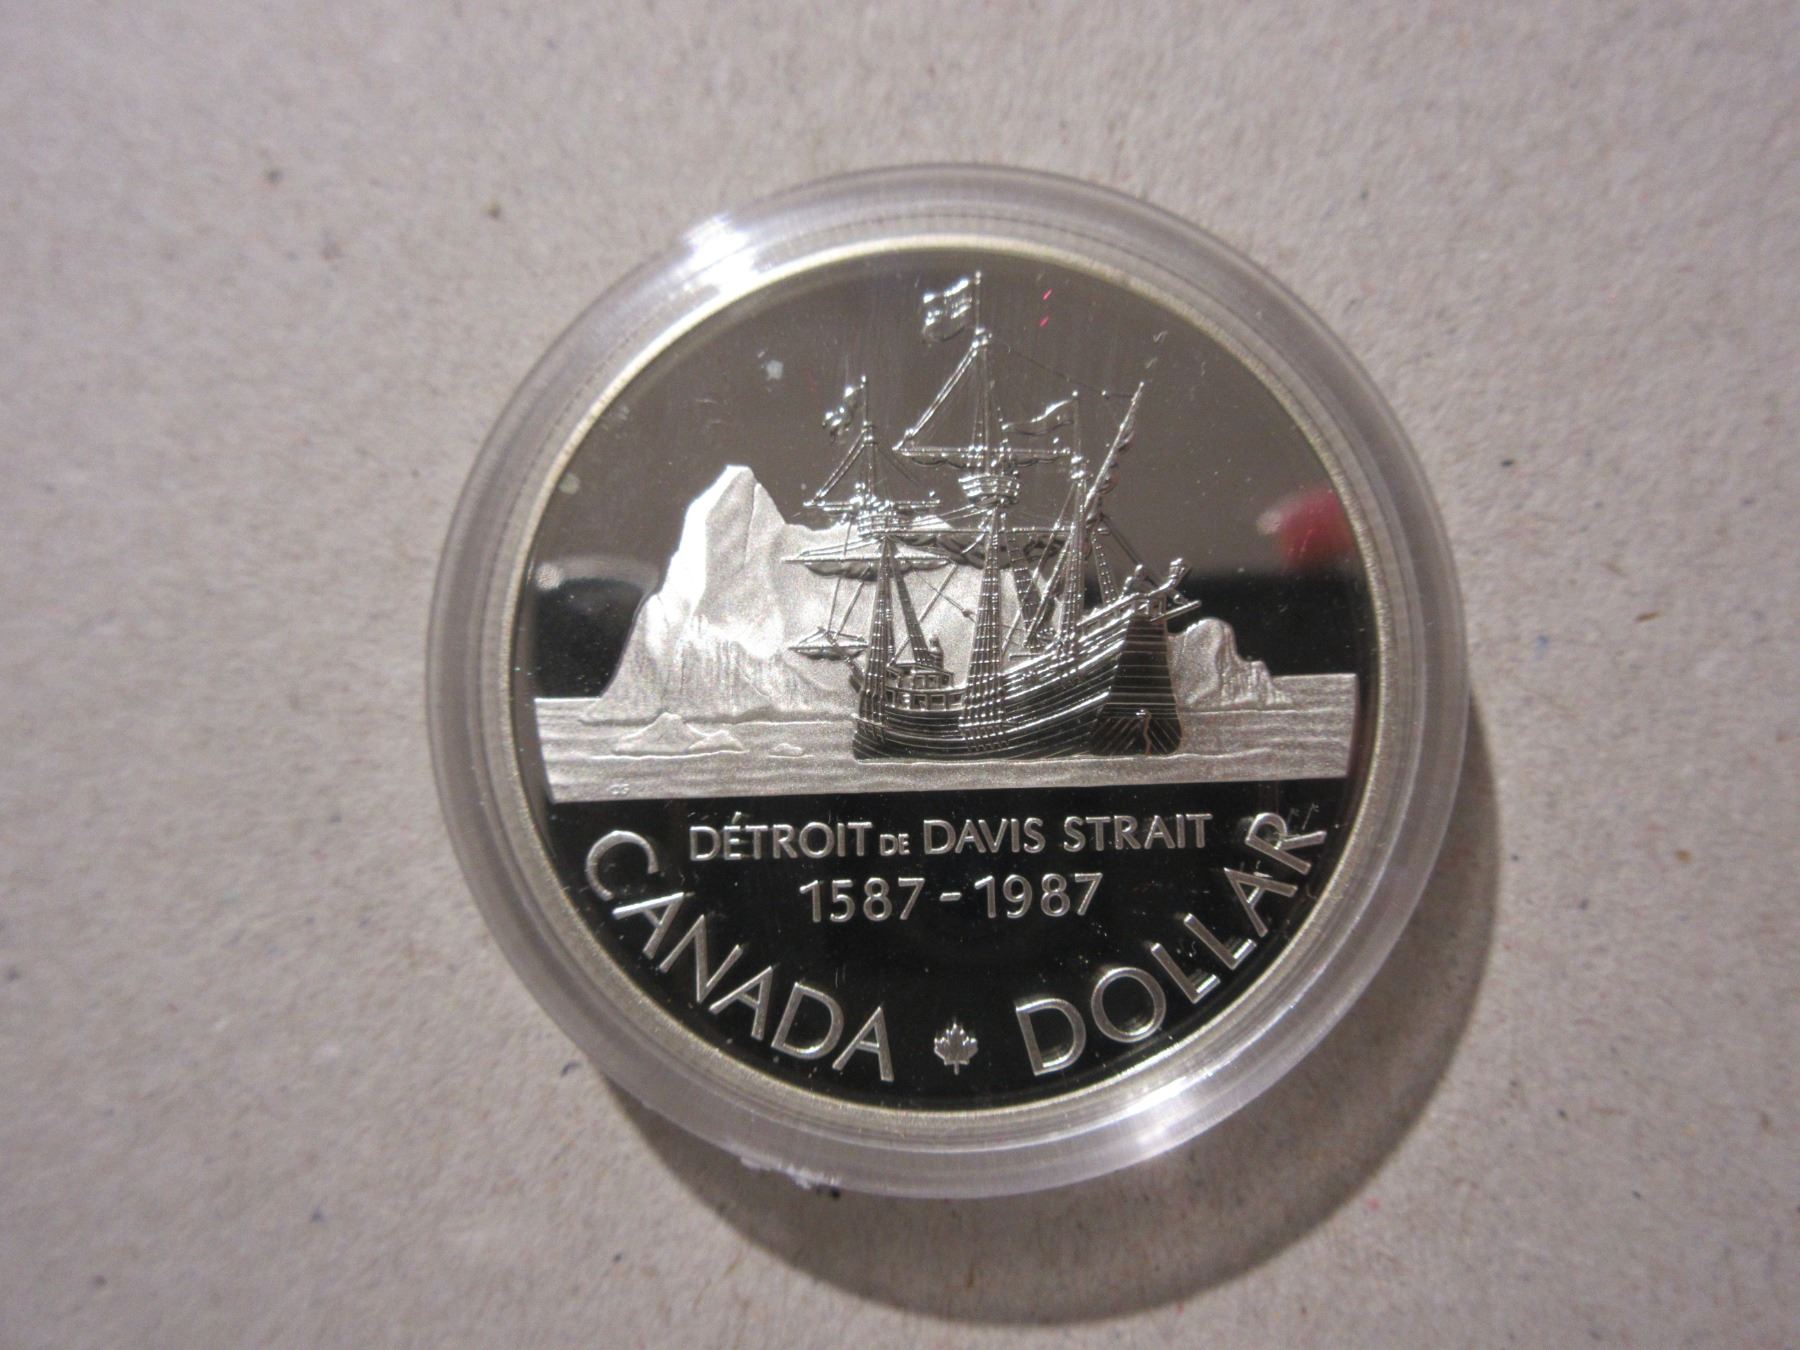 DÉTROIT DE DAVIS STRAIT
1587 - 1987
CANADA DOLLAR